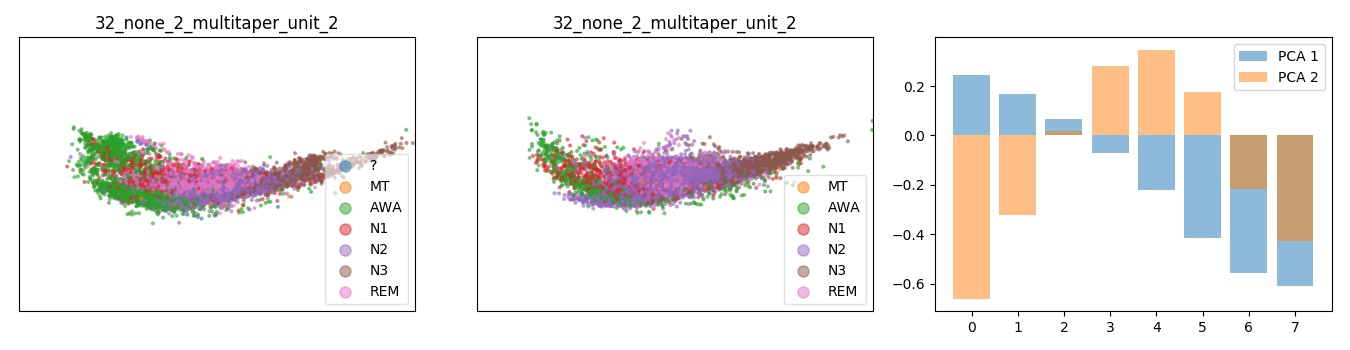 32_none_2_multitaper_unit_2
?
MT
AWA
N1
N2
N3
REM
32_none_2_multitaper_unit_2
MT
AWA
N1
N2
N3
REM
PCA 1
PCA 2
0.2
0.0
−0.2
−0.4
−0.6
0 1 2 3 4 5 6 7